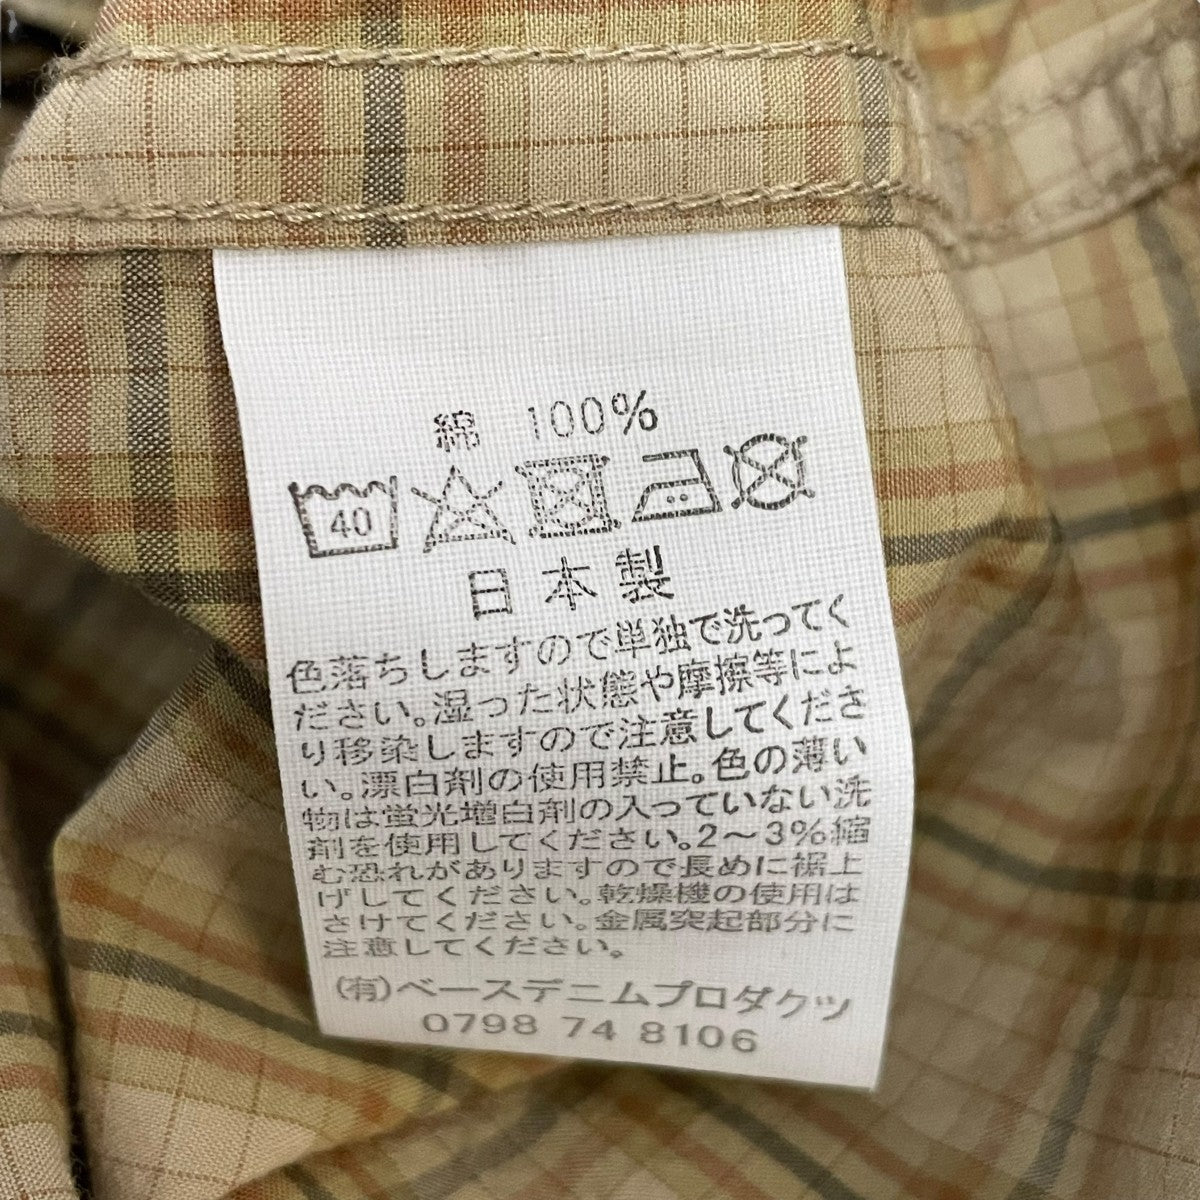 綿 100%
40
日本製
色落ちしますので単独で洗ってく
ださい。湿った状態や摩擦等によ
り移染しますので注意してくださ
い。漂白剤の使用禁止。色の薄い
物は蛍光増白剤の入っていない洗
剤を使用してください。2～3%縮
む恐れがありますので長めに裾上
げしてください。乾燥機の使用は
さけてください。金属突起部分に
注意してください。
(有)ベースデニムプロダクツ
0798 74 8106